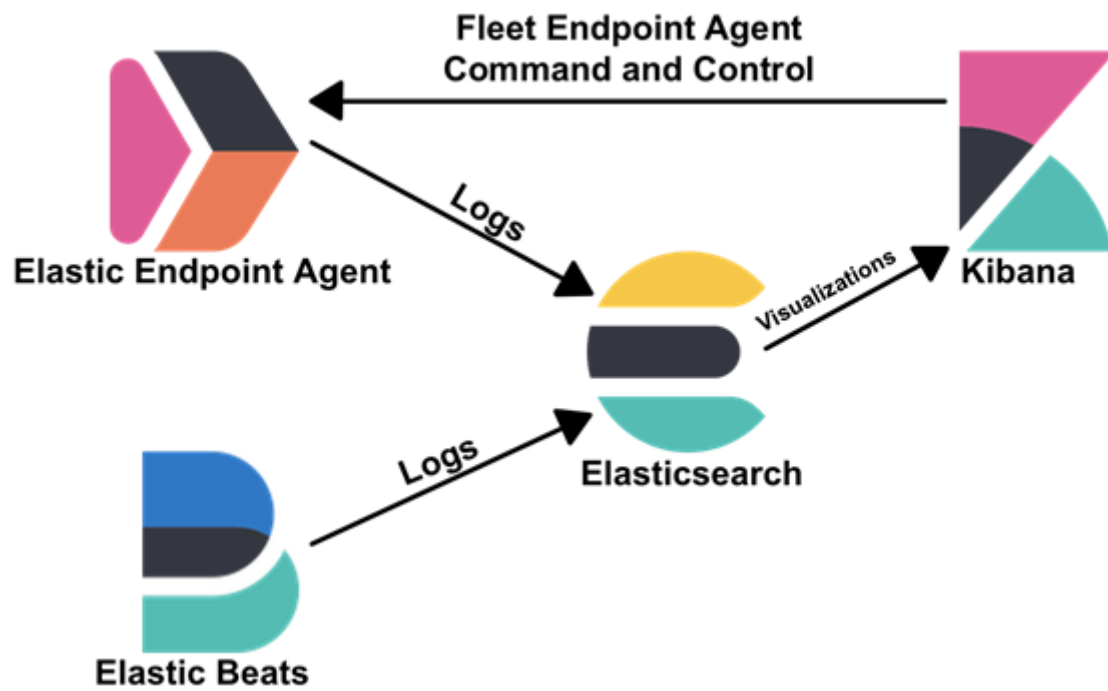 Fleet Endpoint Agent
Command and Control
Elastic Endpoint Agent
Logs
Visualizations
Kibana
Elasticsearch
Logs
Elastic Beats